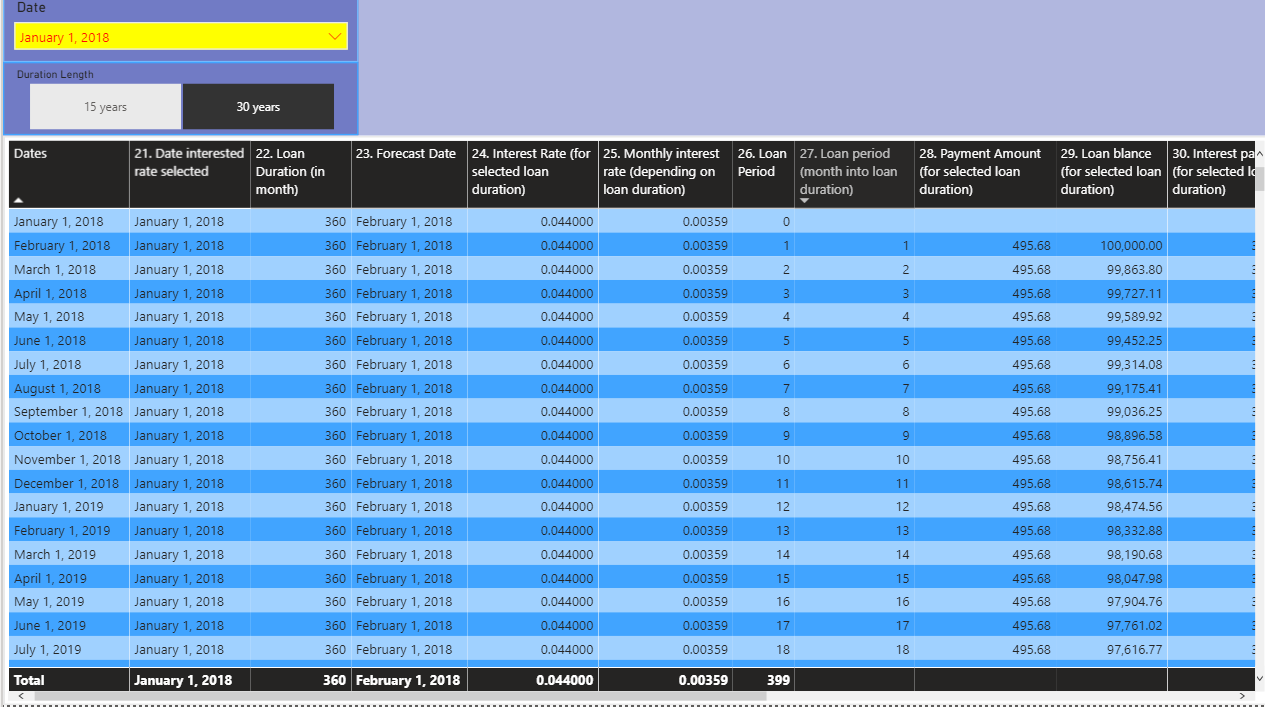 Date
January 1, 2018
Duration Length
15 years 30 years
Dates 21. Date interested rate selected 22. Loan Duration (in month) 23. Forecast Date 24. Interest Rate (for selected loan duration) 25. Monthly interest rate (depending on loan duration) 26. Loan Period 27. Loan period (month into loan duration) 28. Payment Amount (for selected loan duration) 29. Loan blance (for selected loan duration) 30. Interest pa (for selected lo duration)
January 1, 2018 January 1, 2018 360 February 1, 2018 0.044000 0.00359 0
February 1, 2018 January 1, 2018 360 February 1, 2018 0.044000 0.00359 1 1 495.68 100,000.00 3
March 1, 2018 January 1, 2018 360 February 1, 2018 0.044000 0.00359 2 2 495.68 99,863.80 3
April 1, 2018 January 1, 2018 360 February 1, 2018 0.044000 0.00359 3 3 495.68 99,727.11 3
May 1, 2018 January 1, 2018 360 February 1, 2018 0.044000 0.00359 4 4 495.68 99,589.92 3
June 1, 2018 January 1, 2018 360 February 1, 2018 0.044000 0.00359 5 5 495.68 99,452.25 3
July 1, 2018 January 1, 2018 360 February 1, 2018 0.044000 0.00359 6 6 495.68 99,314.08 3
August 1, 2018 January 1, 2018 360 February 1, 2018 0.044000 0.00359 7 7 495.68 99,175.41 3
September 1, 2018 January 1, 2018 360 February 1, 2018 0.044000 0.00359 8 8 495.68 99,036.25 3
October 1, 2018 January 1, 2018 360 February 1, 2018 0.044000 0.00359 9 9 495.68 98,896.58 3
November 1, 2018 January 1, 2018 360 February 1, 2018 0.044000 0.00359 10 10 495.68 98,756.41 3
December 1, 2018 January 1, 2018 360 February 1, 2018 0.044000 0.00359 11 11 495.68 98,615.74 3
January 1, 2019 January 1, 2018 360 February 1, 2018 0.044000 0.00359 12 12 495.68 98,474.56 3
February 1, 2019 January 1, 2018 360 February 1, 2018 0.044000 0.00359 13 13 495.68 98,332.88 3
March 1, 2019 January 1, 2018 360 February 1, 2018 0.044000 0.00359 14 14 495.68 98,190.68 3
April 1, 2019 January 1, 2018 360 February 1, 2018 0.044000 0.00359 15 15 495.68 98,047.98 3
May 1, 2019 January 1, 2018 360 February 1, 2018 0.044000 0.00359 16 16 495.68 97,904.76 3
June 1, 2019 January 1, 2018 360 February 1, 2018 0.044000 0.00359 17 17 495.68 97,761.02 3
July 1, 2019 January 1, 2018 360 February 1, 2018 0.044000 0.00359 18 18 495.68 97,616.77 3
Total January 1, 2018 360 February 1, 2018 0.044000 0.00359 399